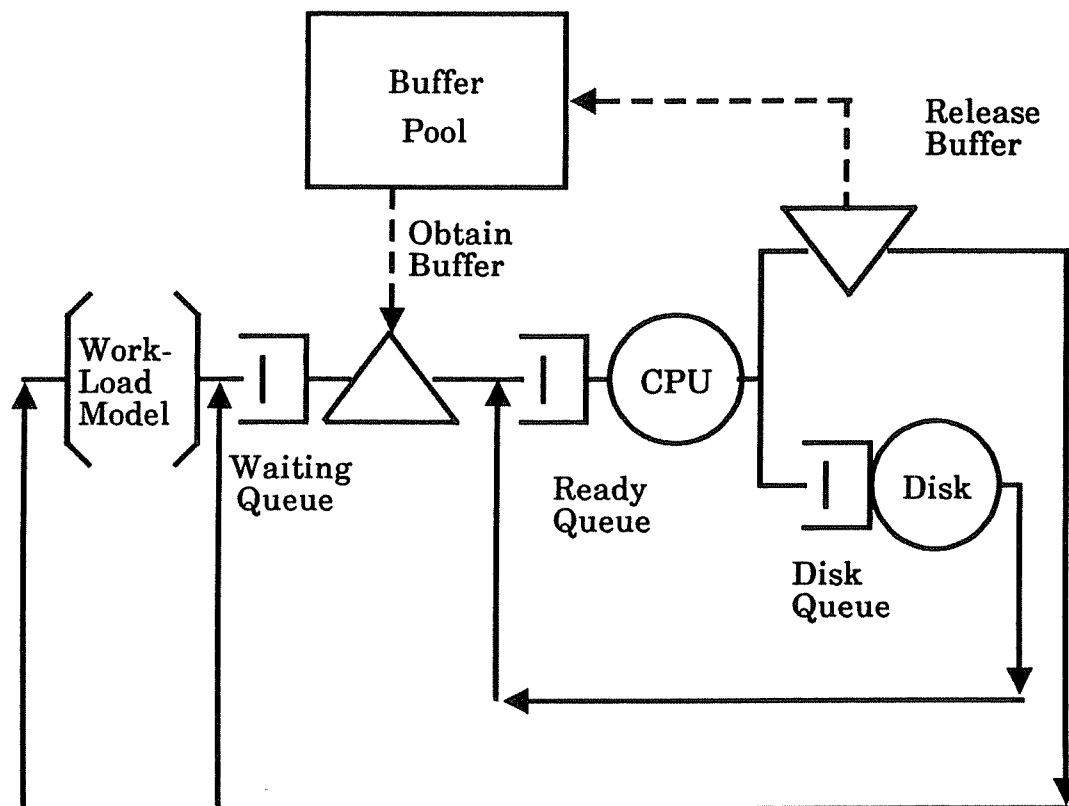 Buffer
Pool
Release
Buffer
Obtain
Buffer
Work-
Load
Model
CPU
Waiting
Queue
Ready
Queue
Disk
Disk
Queue